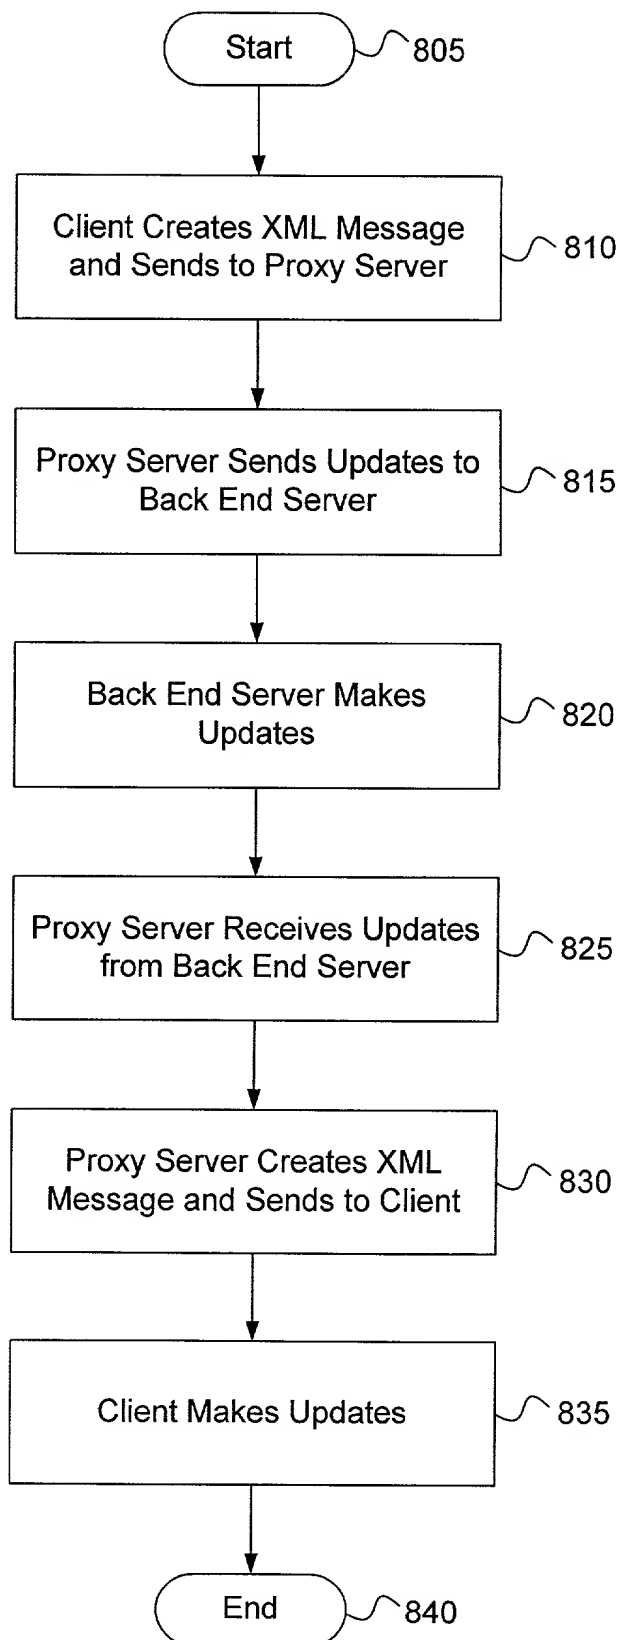 Start
805
Client Creates XML Message
and Sends to Proxy Server
810
Proxy Server Sends Updates to
Back End Server
815
Back End Server Makes
Updates
820
Proxy Server Receives Updates
from Back End Server
825
Proxy Server Creates XML
Message and Sends to Client
830
Client Makes Updates
835
End
840